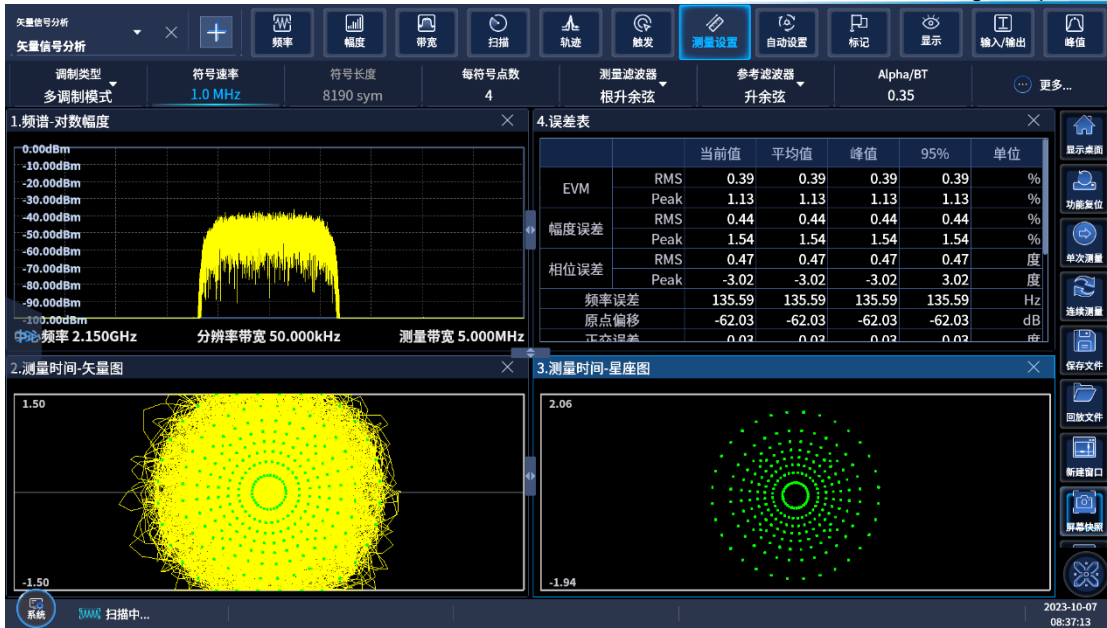 矢量信号分析
矢量信号分析
频率 幅度 带宽 扫描 轨迹 触发 测量设置 自动设置 标记 显示 输入/输出 峰值
调制类型 符号速率 符号长度 每符号点数 测量滤波器 参考滤波器 Alpha/BT
多调制模式 1.0 MHz 8190 sym 4 根升余弦 升余弦 0.35 更多...
1.频谱-对数幅度
0.00dBm
-10.00dBm
-20.00dBm
-30.00dBm
-40.00dBm
-50.00dBm
-60.00dBm
-70.00dBm
-80.00dBm
-90.00dBm
-100.00dBm
中心频率 2.150GHz 分辨率带宽 50.000kHz 测量带宽 5.000MHz
4.误差表
当前值 平均值 峰值 95% 单位
EVM RMS 0.39 0.39 0.39 0.39 %
Peak 1.13 1.13 1.13 1.13 %
幅度误差 RMS 0.44 0.44 0.44 0.44 %
Peak 1.54 1.54 1.54 1.54 %
相位误差 RMS 0.47 0.47 0.47 0.47 度
Peak -3.02 -3.02 -3.02 3.02 度
频率误差 135.59 135.59 135.59 135.59 Hz
原点偏移 -62.03 -62.03 -62.03 -62.03 dB
正交误差 0.03 0.03 0.03 0.03 度
2.测量时间-矢量图
1.50
-1.50
3.测量时间-星座图
2.06
-1.94
显示桌面
功能复位
单次测量
连续测量
保存文件
回放文件
新建窗口
屏幕快照
系统 扫描中...
2023-10-07
08:37:13